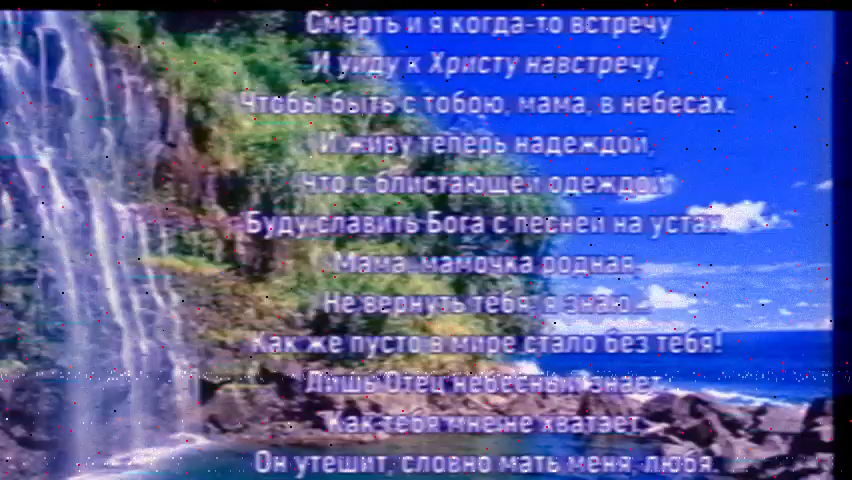 Смерть и я когда-то встречу
И уйду к Христу навстречу,
Чтобы быть с тобою, мама, в небесах.
И живу теперь надеждой,
Что с блистающей одеждой
Буду славить Бога с песней на устах.
Мама, мамочка родная,
Не вернуть тебя, я знаю...
Как же пусто в мире стало без тебя!
Лишь Отец небесный знает,
Как тебя мне не хватает,
Он утешит, словно мать меня, любя.